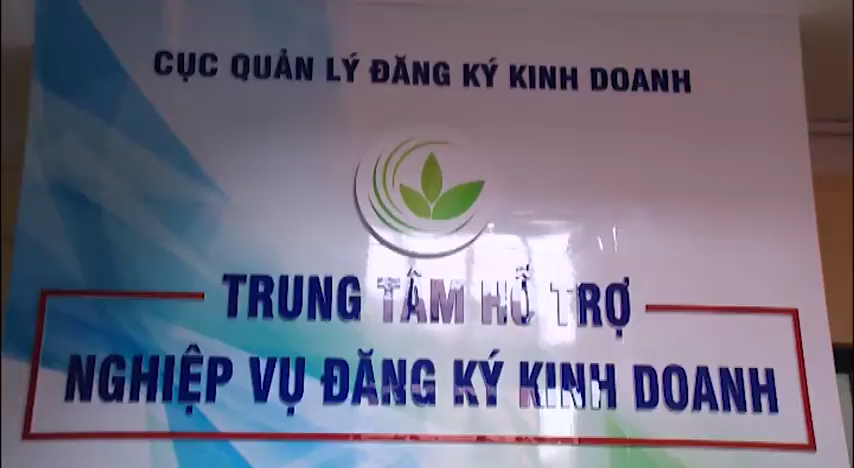 CỤC QUẢN LÝ ĐĂNG KÝ KINH DOANH
TRUNG TÂM HỖ TRỢ
NGHIỆP VỤ ĐĂNG KÝ KINH DOANH